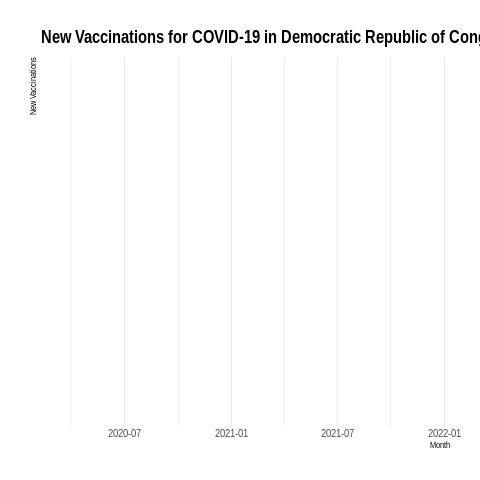 New Vaccinations for COVID-19 in Democratic Republic of Cong
New Vaccinations
2020-07
2021-01
2021-07
2022-01
Month